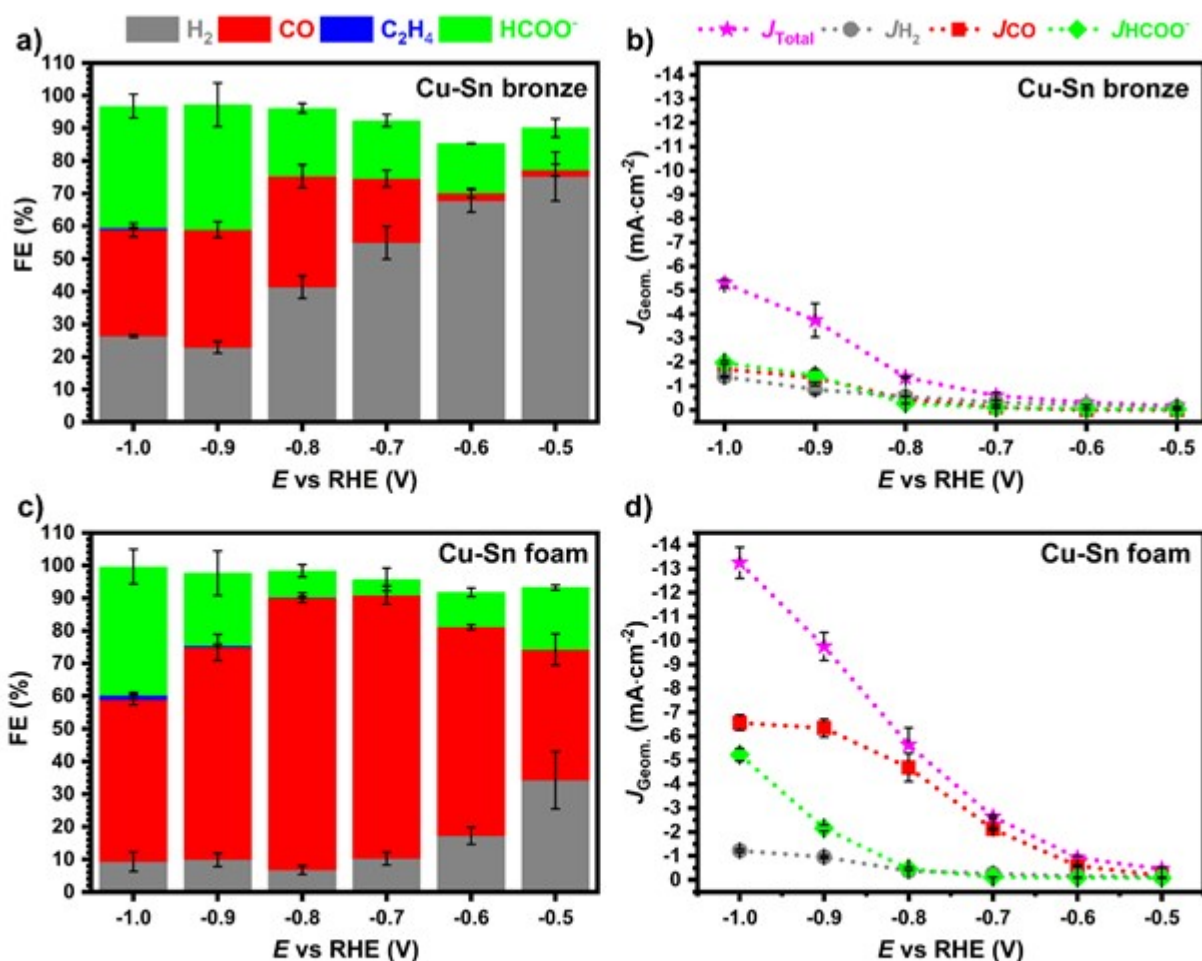 a)
H₂ CO C₂H₄ HCOO⁻
b)
J_Total J_H₂ J_CO J_HCOO⁻
Cu-Sn bronze
FE (%)
110
100
90
80
70
60
50
40
30
20
10
0
-1.0 -0.9 -0.8 -0.7 -0.6 -0.5
E vs RHE (V)
Cu-Sn bronze
J_Geom. (mA·cm⁻²)
-14
-13
-12
-11
-10
-9
-8
-7
-6
-5
-4
-3
-2
-1
0
-1.0 -0.9 -0.8 -0.7 -0.6 -0.5
E vs RHE (V)
c)
Cu-Sn foam
FE (%)
110
100
90
80
70
60
50
40
30
20
10
0
-1.0 -0.9 -0.8 -0.7 -0.6 -0.5
E vs RHE (V)
d)
Cu-Sn foam
J_Geom. (mA·cm⁻²)
-14
-13
-12
-11
-10
-9
-8
-7
-6
-5
-4
-3
-2
-1
0
-1.0 -0.9 -0.8 -0.7 -0.6 -0.5
E vs RHE (V)